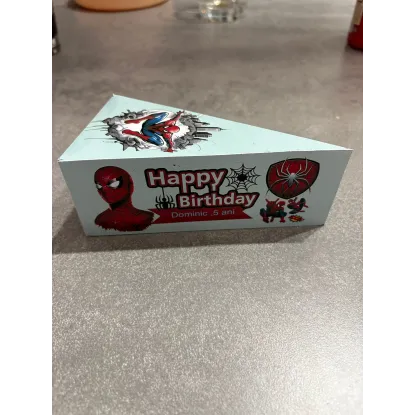 Happy
Birthday
Dominic ,5 ani